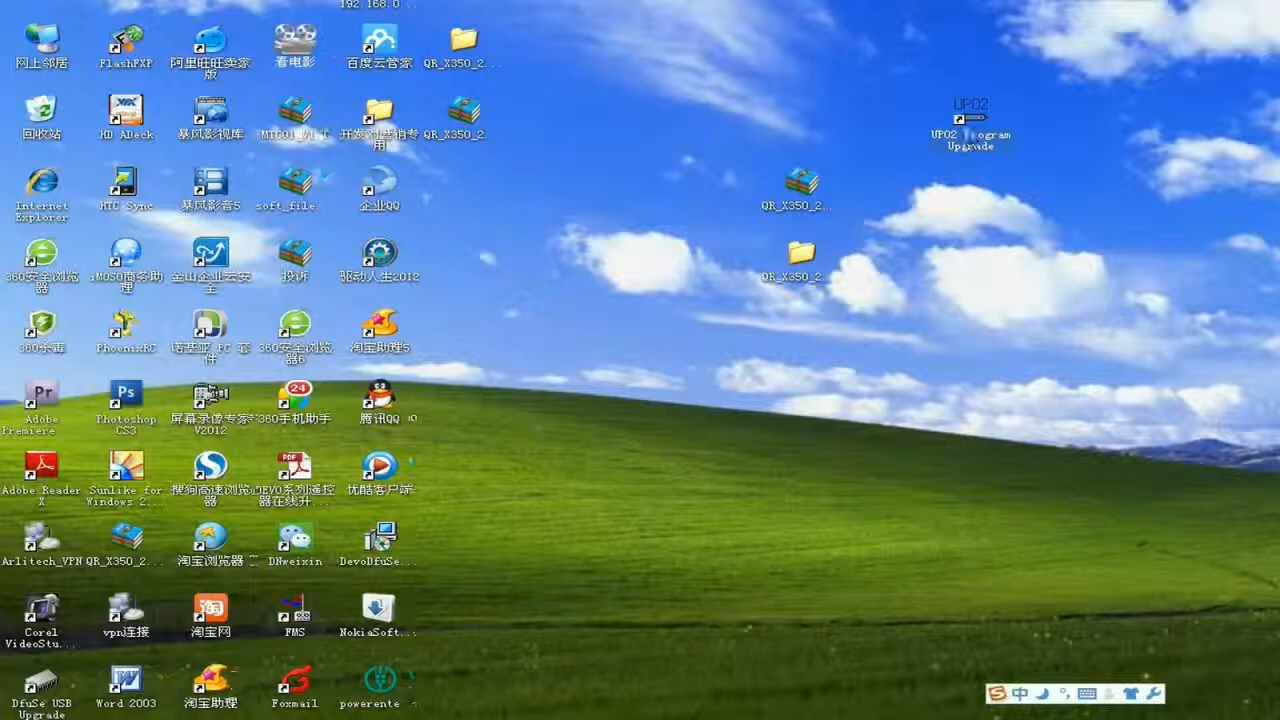 192 168.0...
网上邻居
FlashFXP
阿里旺旺卖家
版
看电影
百度云管家
QR_X350_2...
回收站
HD ADeck
暴风影视库
开发对营销专
用
QR_X350_2...
UP02
UP02 Program
Upgrade
Internet
Explorer
HTC Sync
暴风影音5
soft_file
企业QQ
QR_X350_2...
360安全浏览
器
iMOSO商务助
理
金山企业云安
全
投诉
驱动人生2012
QR_X350_2
360杀毒
PhoenixRC
诺基亚 PC 套
件
360安全浏览
器6
淘宝助理5
Pr
Adobe
Premiere
Ps
Photoshop
CS3
屏幕录像专家
V2012
24
360手机助手
腾讯QQ
Adobe Reader
X
Sunlike for
Windows 2...
搜狗高速浏览
器
PDF
DEVO系列遥控
器在线升...
优酷客户端
Arlitech_VPN
QR_X350_2...
淘宝浏览器
DNweixin
DevoDfuSe...
Corel
VideoStu...
vpn连接
淘
淘宝网
FMS
NokiaSoft...
DfuSe USB
Upgrade
W
Word 2003
淘宝助理
Foxmail
powerente
S 中